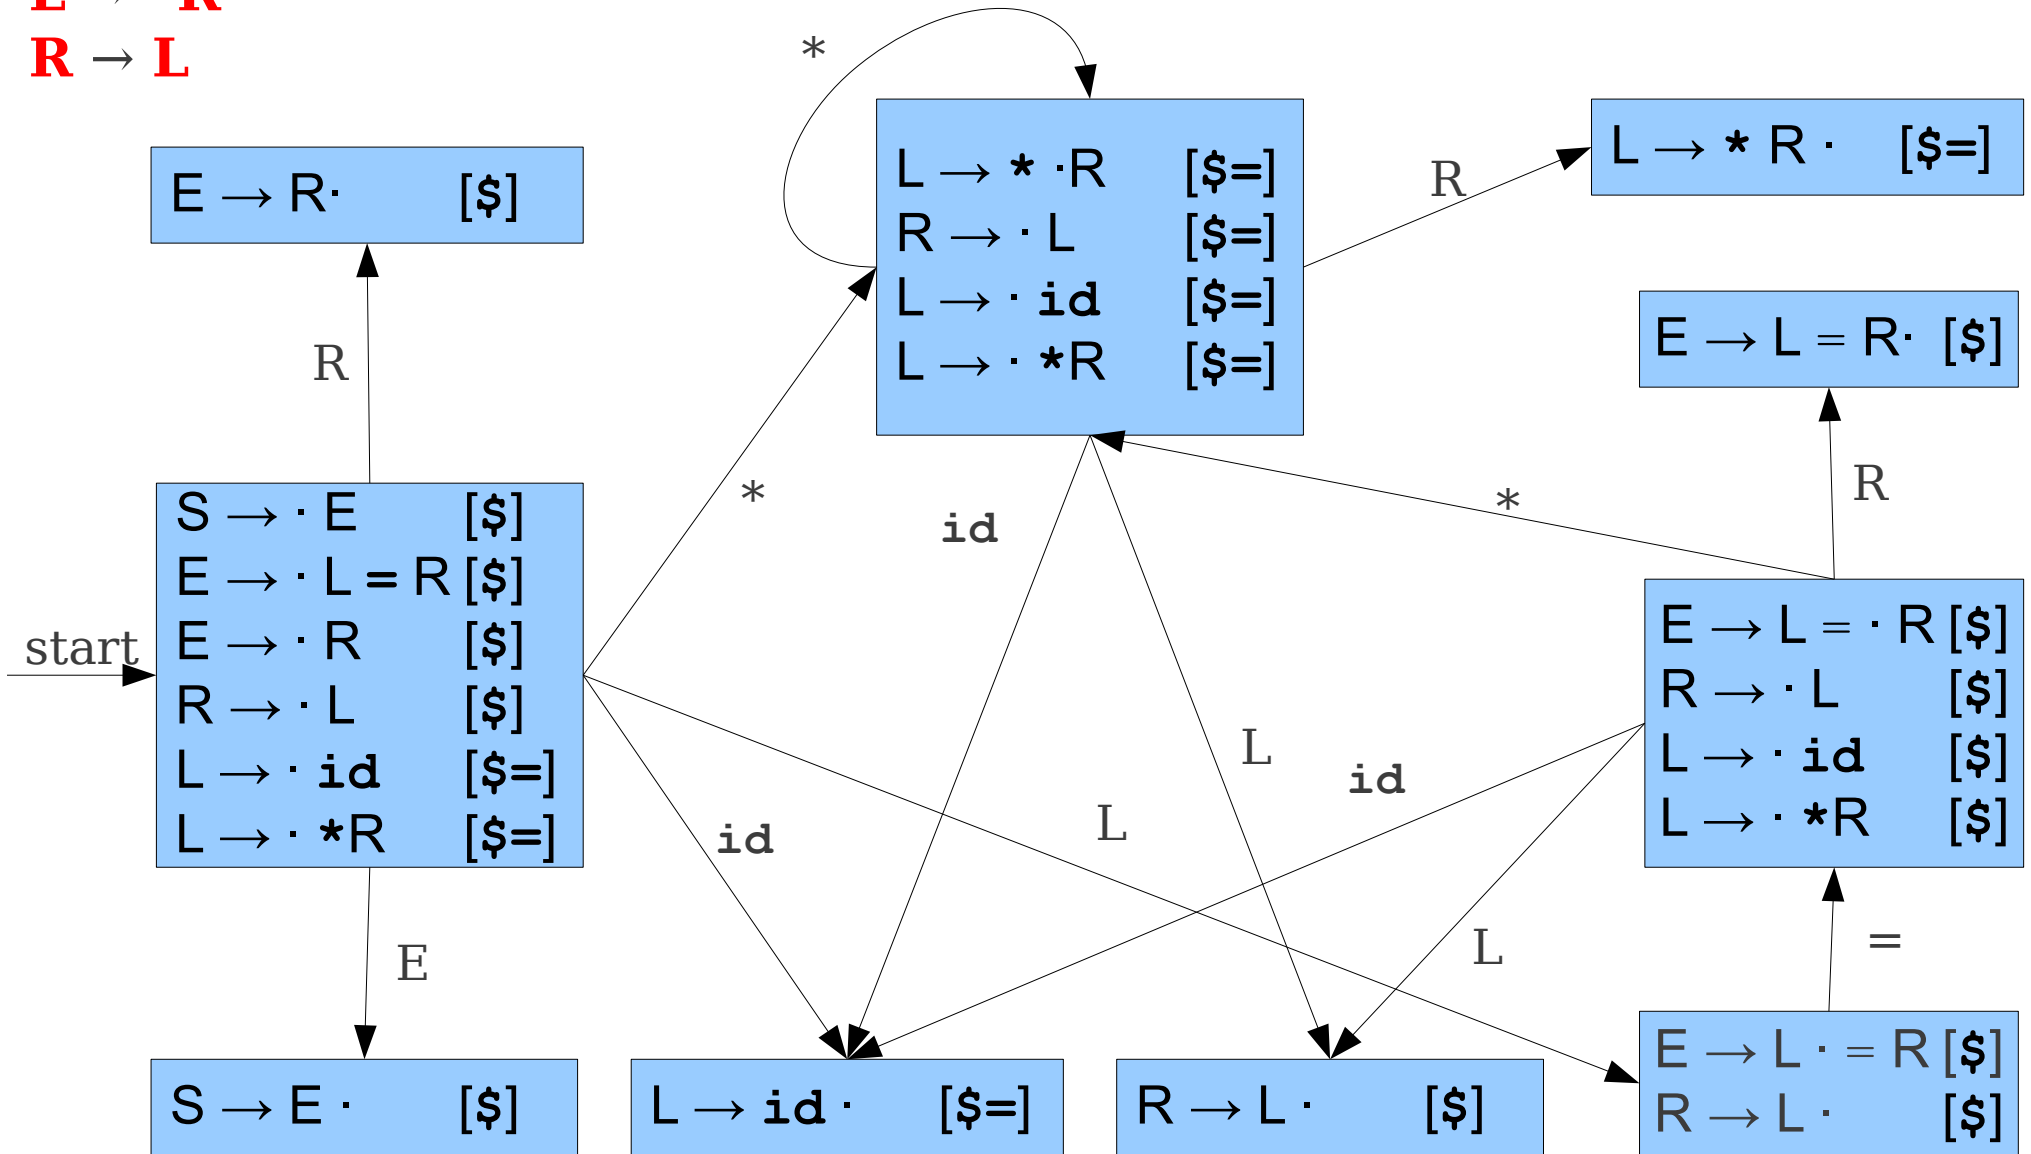 R → L
*
L → * ·R [$=]
R → · L [$=]
L → · id [$=]
L → · *R [$=]
R
L → * R · [$=]
E → R· [$]
R
E → L = R· [$]
R
*
*
id
start
S → · E [$]
E → · L = R [$]
E → · R [$]
R → · L [$]
L → · id [$=]
L → · *R [$=]
E → L = · R [$]
R → · L [$]
L → · id [$]
L → · *R [$]
L
id
id
L
E
L
=
S → E · [$]
L → id · [$=]
R → L · [$]
E → L · = R [$]
R → L · [$]